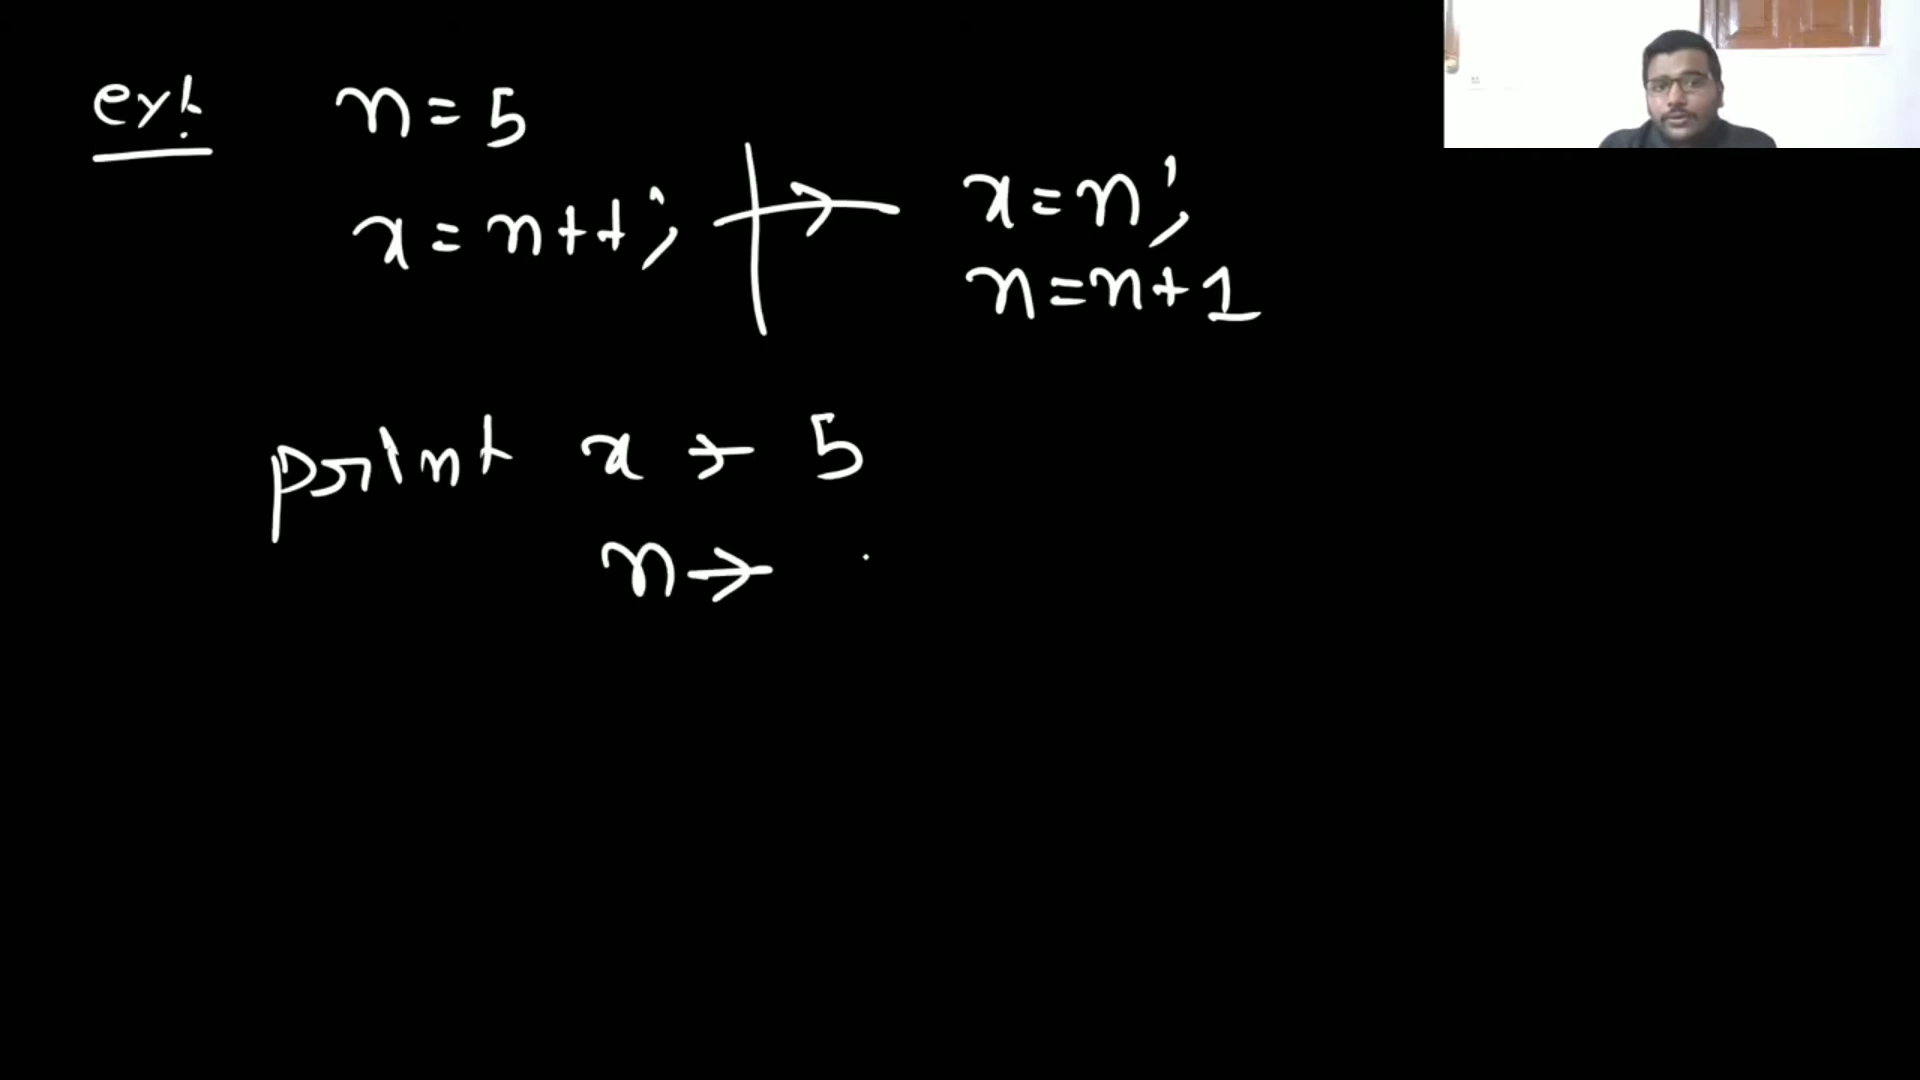 ex:
n = 5
x = n++;
x = n;
n = n + 1
print x → 5
n →